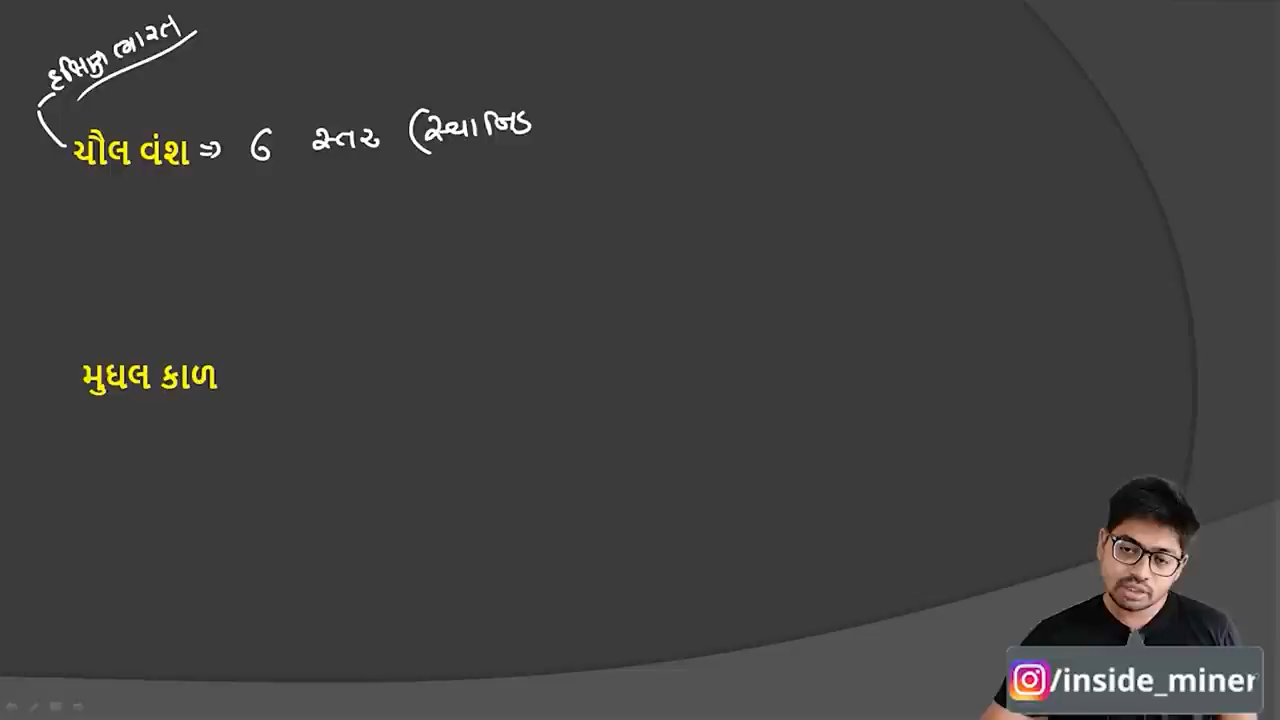 દક્ષિણ ભારત
ચૌલ વંશ => 6 સ્તર (સ્થાનિક
મુઘલ કાળ
/inside_miner